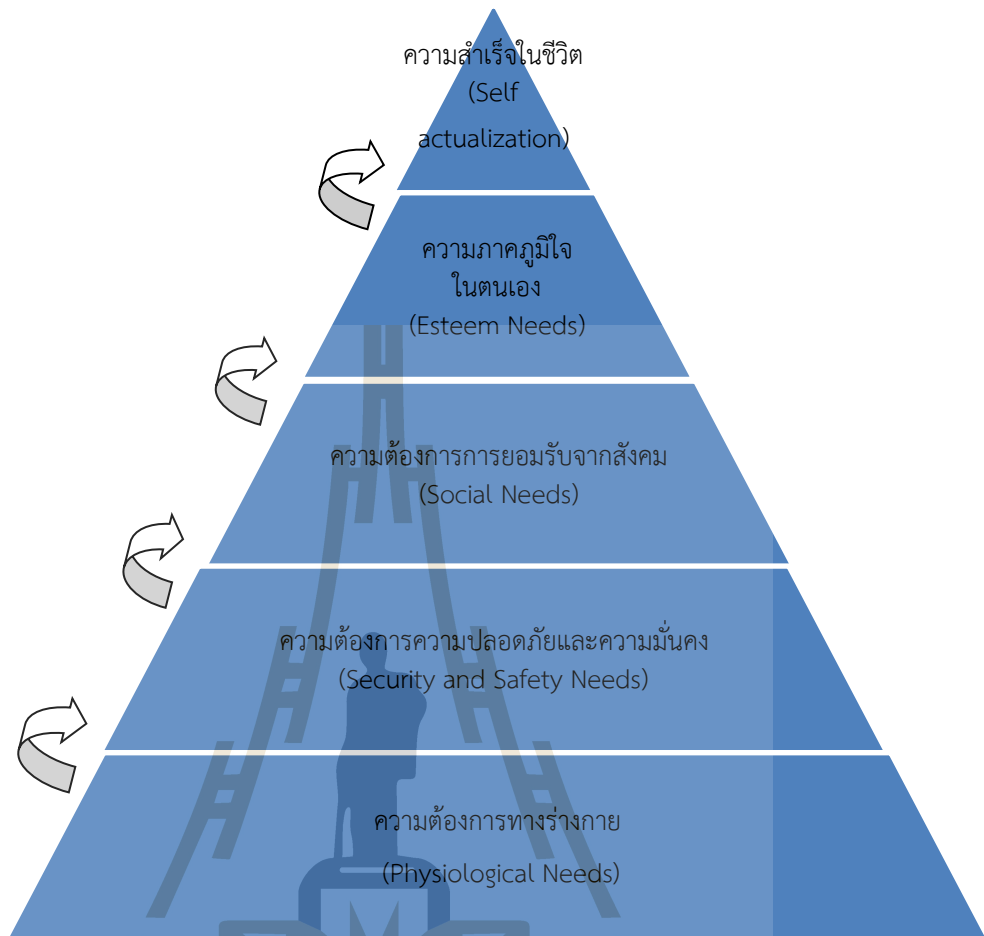 ความสำเร็จในชีวิต
(Self
actualization)
ความภาคภูมิใจ
ในตนเอง
(Esteem Needs)
ความต้องการการยอมรับจากสังคม
(Social Needs)
ความต้องการความปลอดภัยและความมั่นคง
(Security and Safety Needs)
ความต้องการทางร่างกาย
(Physiological Needs)